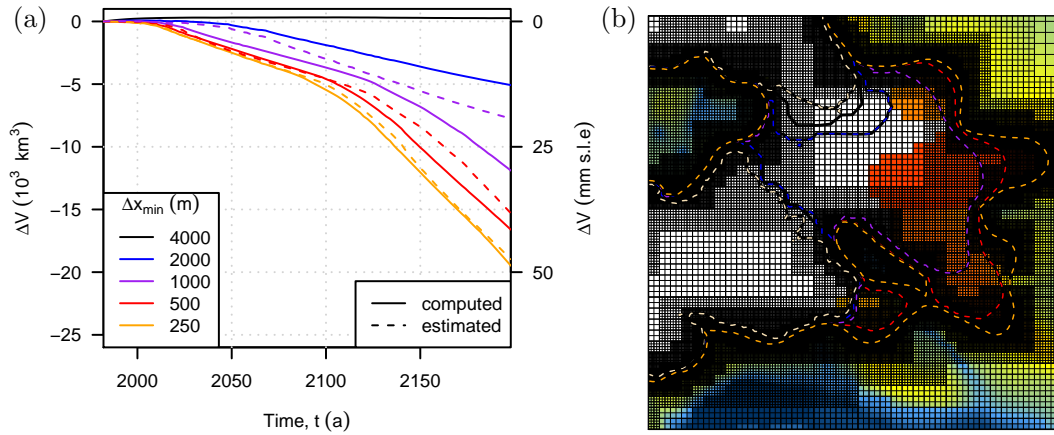 (a)
(b)
0
−5
−10
−15
−20
−25
ΔV (10³ km³)
0
25
50
ΔV (mm s.l.e)
Δx_min (m)
4000
2000
1000
500
250
computed
estimated
2000
2050
2100
2150
Time, t (a)